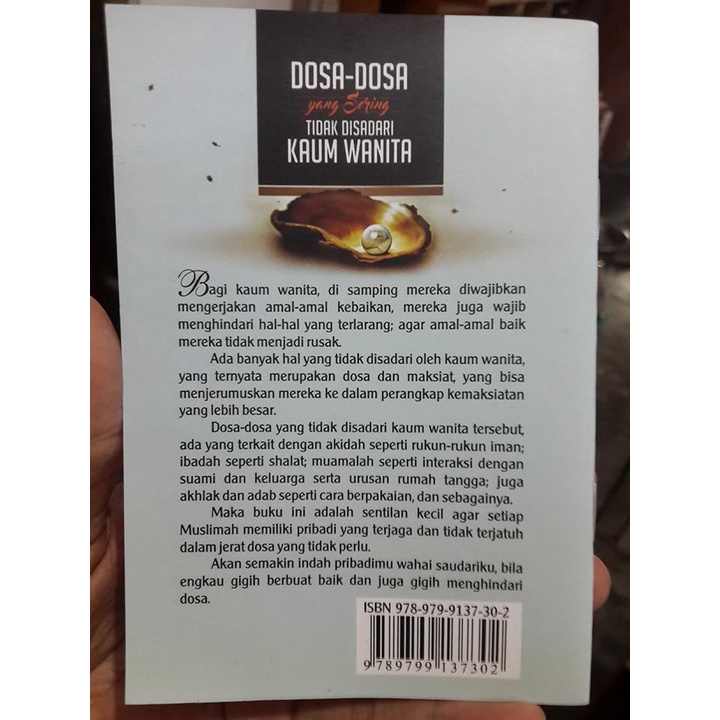 DOSA-DOSA
yang Sering
TIDAK DISADARI
KAUM WANITA
Bagi kaum wanita, di samping mereka diwajibkan
mengerjakan amal-amal kebaikan, mereka juga wajib
menghindari hal-hal yang terlarang; agar amal-amal baik
mereka tidak menjadi rusak.
Ada banyak hal yang tidak disadari oleh kaum wanita,
yang ternyata merupakan dosa dan maksiat, yang bisa
menjerumuskan mereka ke dalam perangkap kemaksiatan
yang lebih besar.
Dosa-dosa yang tidak disadari kaum wanita tersebut,
ada yang terkait dengan akidah seperti rukun-rukun iman;
ibadah seperti shalat; muamalah seperti interaksi dengan
suami dan keluarga serta urusan rumah tangga; juga
akhlak dan adab seperti cara berpakaian, dan sebagainya.
Maka buku ini adalah sentilan kecil agar setiap
Muslimah memiliki pribadi yang terjaga dan tidak terjatuh
dalam jerat dosa yang tidak perlu.
Akan semakin indah pribadimu wahai saudariku, bila
engkau gigih berbuat baik dan juga gigih menghindari
dosa.
ISBN 978-979-9137-30-2
9 789799 137302